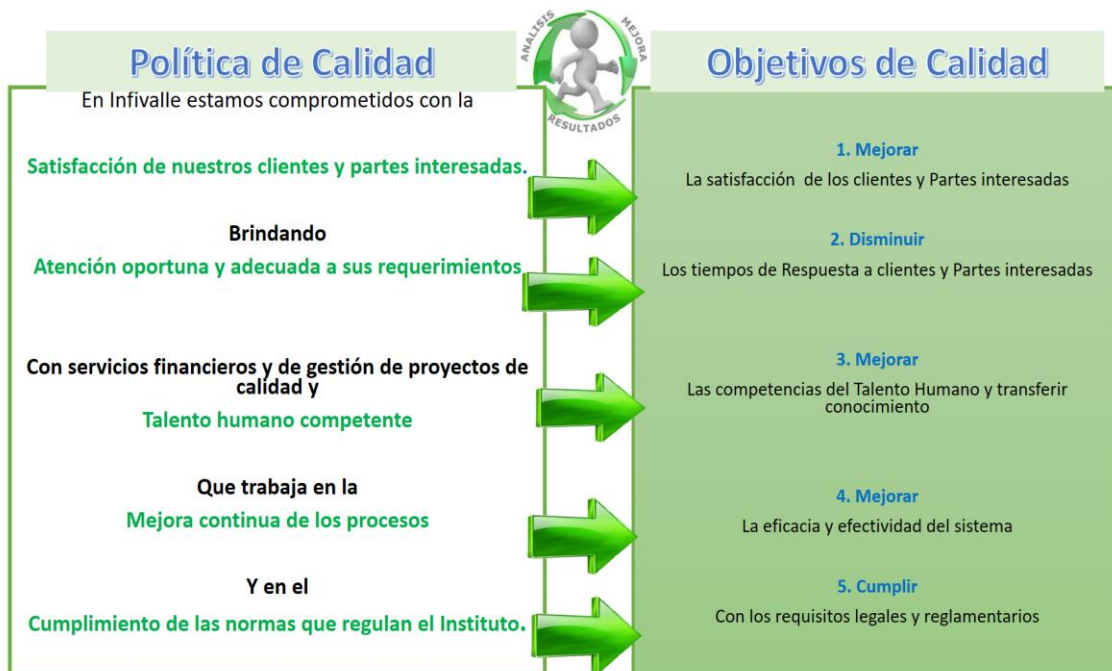 ANALISIS
MEJORA
RESULTADOS
Política de Calidad
En Infivalle estamos comprometidos con la
Satisfacción de nuestros clientes y partes interesadas.
Brindando
Atención oportuna y adecuada a sus requerimientos
Con servicios financieros y de gestión de proyectos de
calidad y
Talento humano competente
Que trabaja en la
Mejora continua de los procesos
Y en el
Cumplimiento de las normas que regulan el Instituto.
Objetivos de Calidad
1. Mejorar
La satisfacción de los clientes y Partes interesadas
2. Disminuir
Los tiempos de Respuesta a clientes y Partes interesadas
3. Mejorar
Las competencias del Talento Humano y transferir
conocimiento
4. Mejorar
La eficacia y efectividad del sistema
5. Cumplir
Con los requisitos legales y reglamentarios